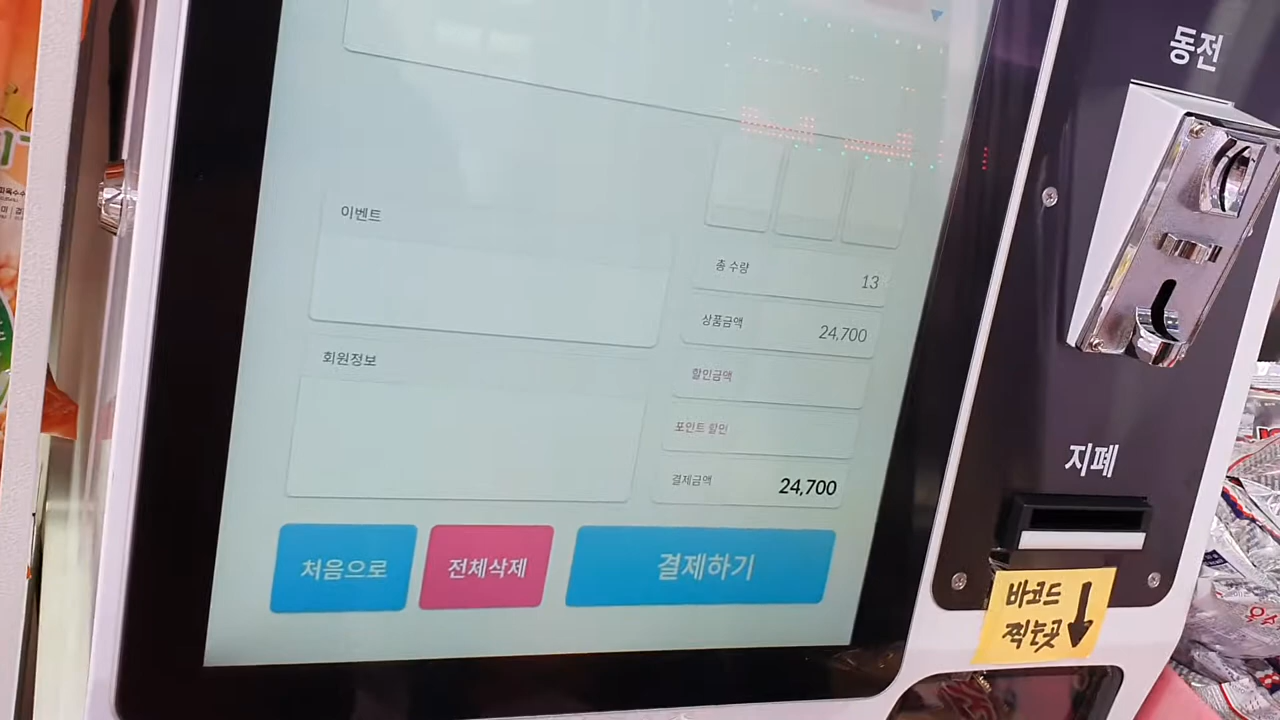 동전
이벤트
총 수량 13
상품금액 24,700
회원정보
할인금액
포인트 할인
결제금액 24,700
지폐
처음으로
전체삭제
결제하기
바코드
찍는곳